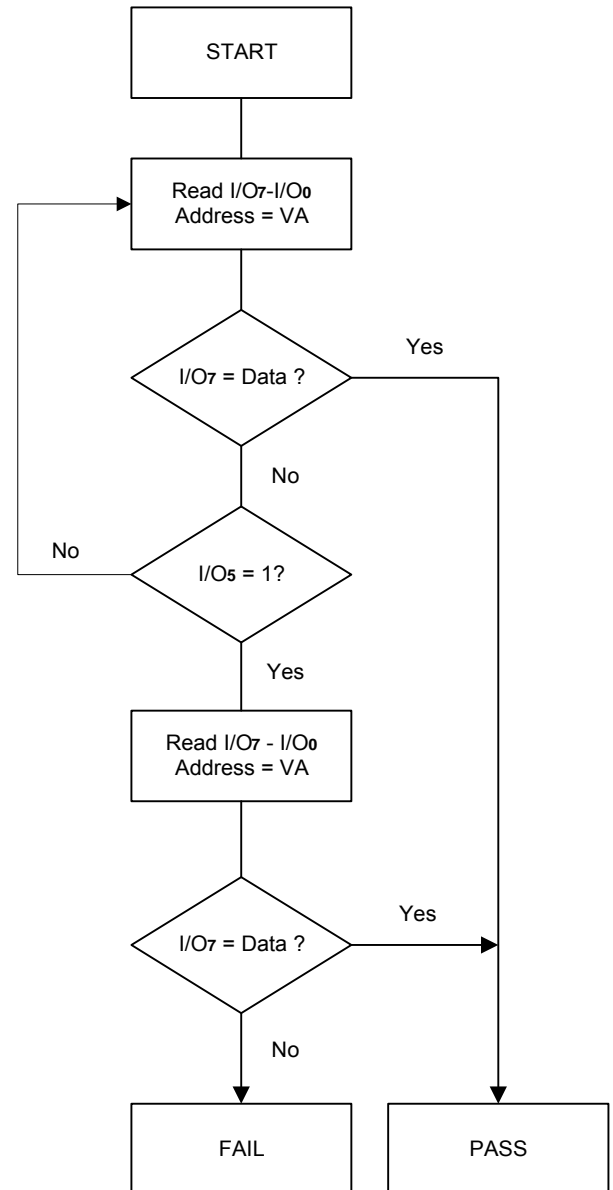 START
Read I/O7-I/O0
Address = VA
Yes
I/O7 = Data ?
No
No
I/O5 = 1?
Yes
Read I/O7 - I/O0
Address = VA
Yes
I/O7 = Data ?
No
FAIL
PASS